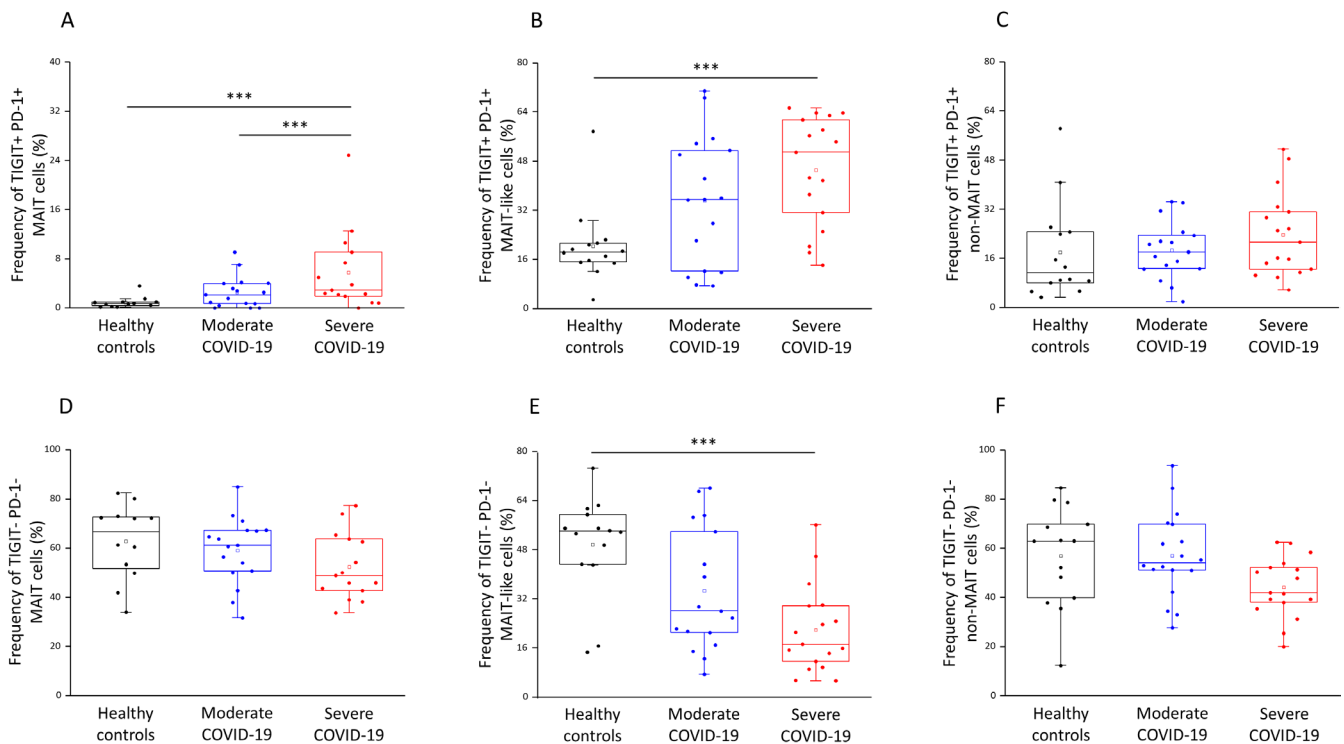 A
Frequency of TIGIT+ PD-1+
MAIT cells (%)
40
32
24
16
8
0
***
***
Healthy
controls
Moderate
COVID-19
Severe
COVID-19
B
Frequency of TIGIT+ PD-1+
MAIT-like cells (%)
80
64
48
32
16
0
***
Healthy
controls
Moderate
COVID-19
Severe
COVID-19
C
Frequency of TIGIT+ PD-1+
non-MAIT cells (%)
80
64
48
32
16
0
Healthy
controls
Moderate
COVID-19
Severe
COVID-19
D
Frequency of TIGIT- PD-1-
MAIT cells (%)
100
80
60
40
20
0
Healthy
controls
Moderate
COVID-19
Severe
COVID-19
E
Frequency of TIGIT- PD-1-
MAIT-like cells (%)
80
64
48
32
16
0
***
Healthy
controls
Moderate
COVID-19
Severe
COVID-19
F
Frequency of TIGIT- PD-1-
non-MAIT cells (%)
100
80
60
40
20
0
Healthy
controls
Moderate
COVID-19
Severe
COVID-19